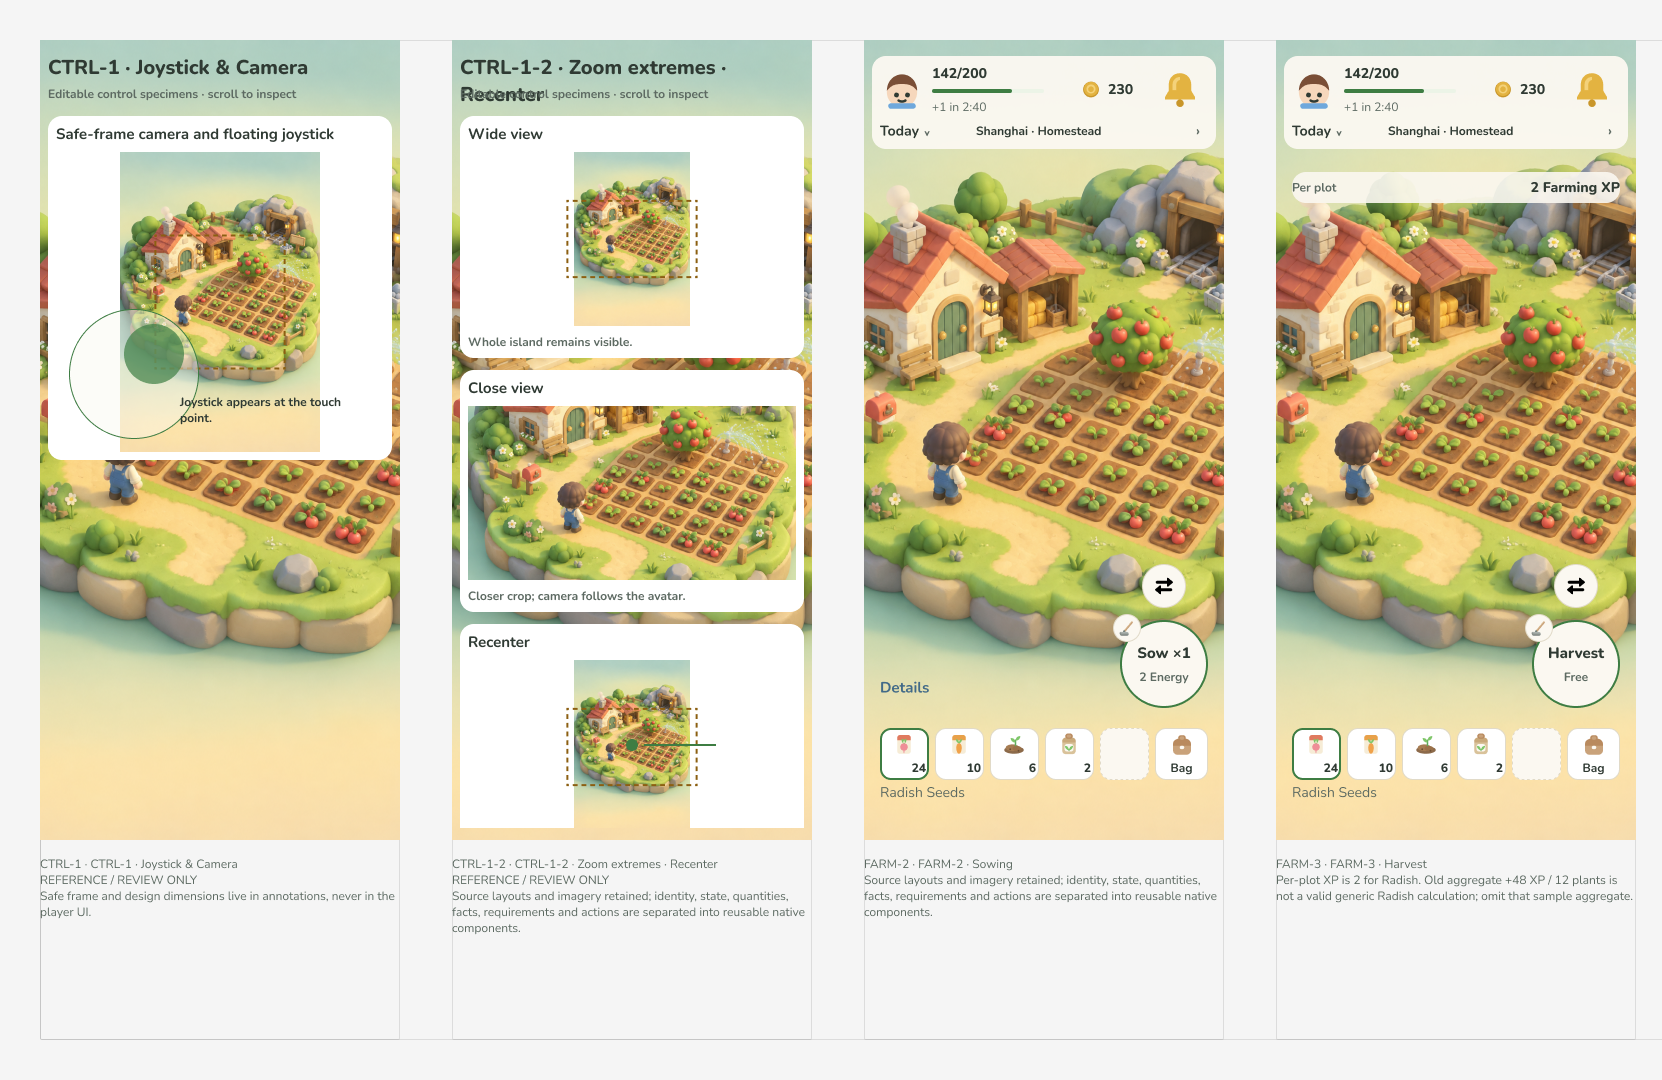 CTRL-1 · Joystick & Camera
Editable control specimens · scroll to inspect
Safe-frame camera and floating joystick
Joystick appears at the touch
point.
CTRL-1 · CTRL-1 · Joystick & Camera
REFERENCE / REVIEW ONLY
Safe frame and design dimensions live in annotations, never in the
player UI.
CTRL-1-2 · Zoom extremes ·
Recenter
Editable control specimens · scroll to inspect
Wide view
Whole island remains visible.
Close view
Closer crop; camera follows the avatar.
Recenter
CTRL-1-2 · CTRL-1-2 · Zoom extremes · Recenter
REFERENCE / REVIEW ONLY
Source layouts and imagery retained; identity, state, quantities,
facts, requirements and actions are separated into reusable native
components.
142/200
230
+1 in 2:40
Today v
Shanghai · Homestead ›
Sow ×1
2 Energy
Details
24
10
6
2
Bag
Radish Seeds
FARM-2 · FARM-2 · Sowing
Source layouts and imagery retained; identity, state, quantities,
facts, requirements and actions are separated into reusable native
components.
142/200
230
+1 in 2:40
Today v
Shanghai · Homestead ›
Per plot
2 Farming XP
Harvest
Free
24
10
6
2
Bag
Radish Seeds
FARM-3 · FARM-3 · Harvest
Per-plot XP is 2 for Radish. Old aggregate +48 XP / 12 plants is
not a valid generic Radish calculation; omit that sample aggregate.